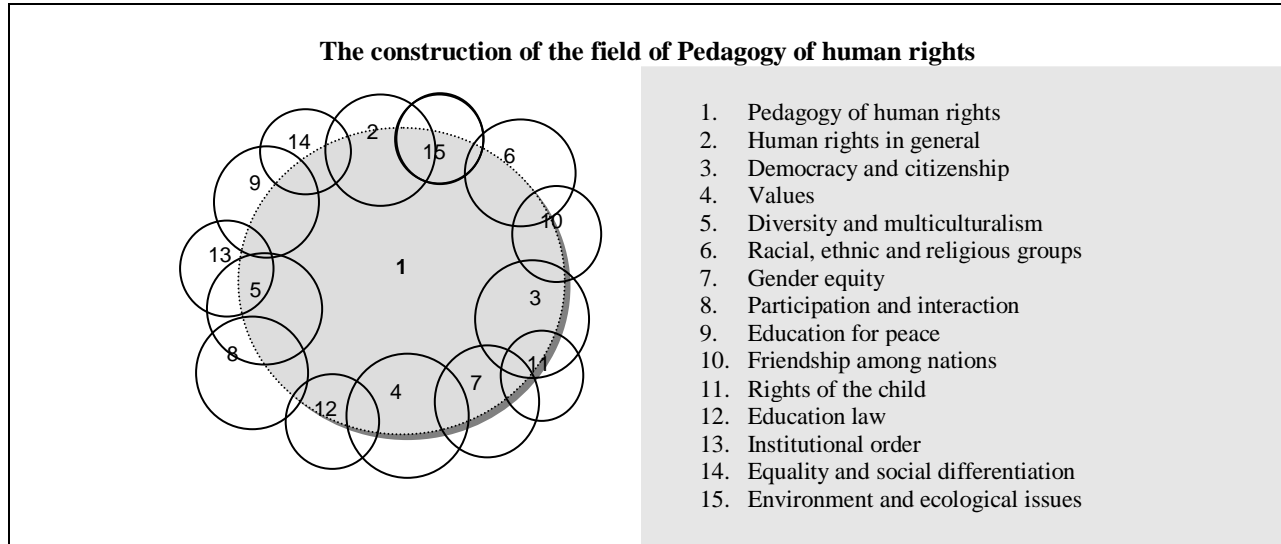 The construction of the field of Pedagogy of human rights
14
2
15
6
9
10
13
1
5
3
8
11
12
4
7
1. Pedagogy of human rights
2. Human rights in general
3. Democracy and citizenship
4. Values
5. Diversity and multiculturalism
6. Racial, ethnic and religious groups
7. Gender equity
8. Participation and interaction
9. Education for peace
10. Friendship among nations
11. Rights of the child
12. Education law
13. Institutional order
14. Equality and social differentiation
15. Environment and ecological issues